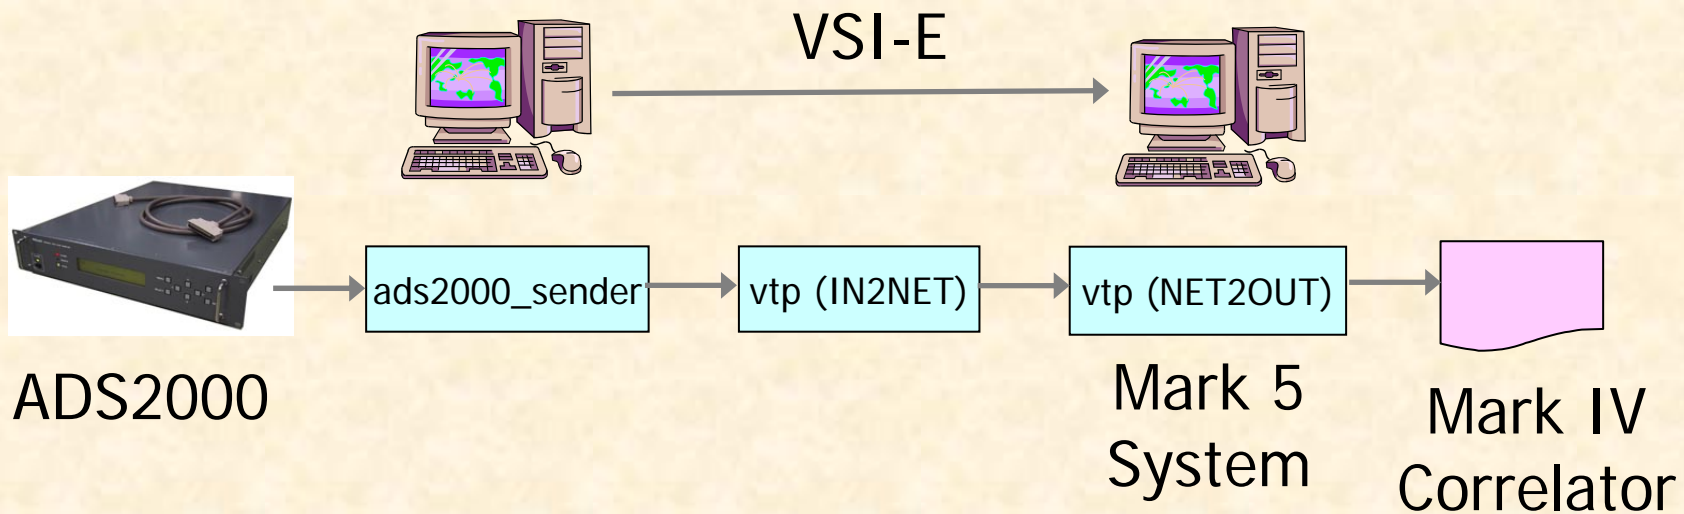 VSI-E
ads2000_sender
vtp (IN2NET)
vtp (NET2OUT)
ADS2000
Mark 5
System
Mark IV
Correlator